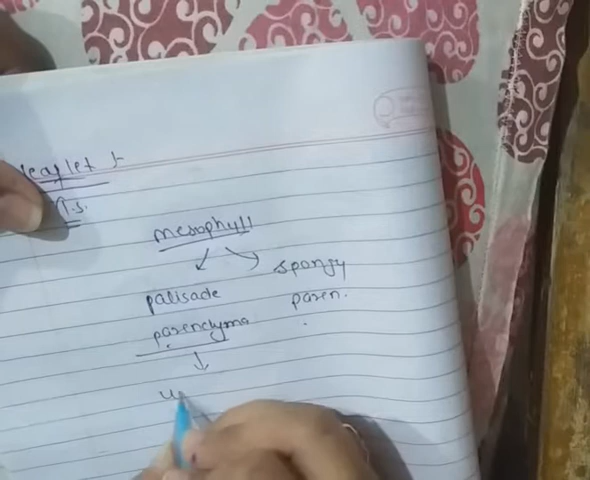 leaflet :-
T.S.
mesophyll
spongy
palisade
paren.
parenchyma